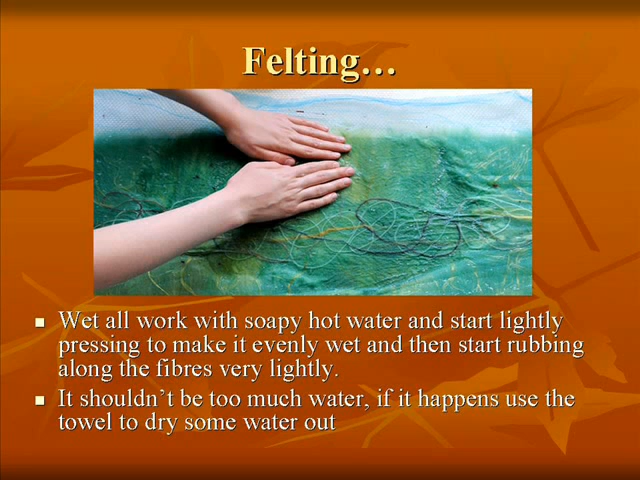 Felting…
Wet all work with soapy hot water and start lightly
pressing to make it evenly wet and then start rubbing
along the fibres very lightly.
It shouldn’t be too much water, if it happens use the
towel to dry some water out